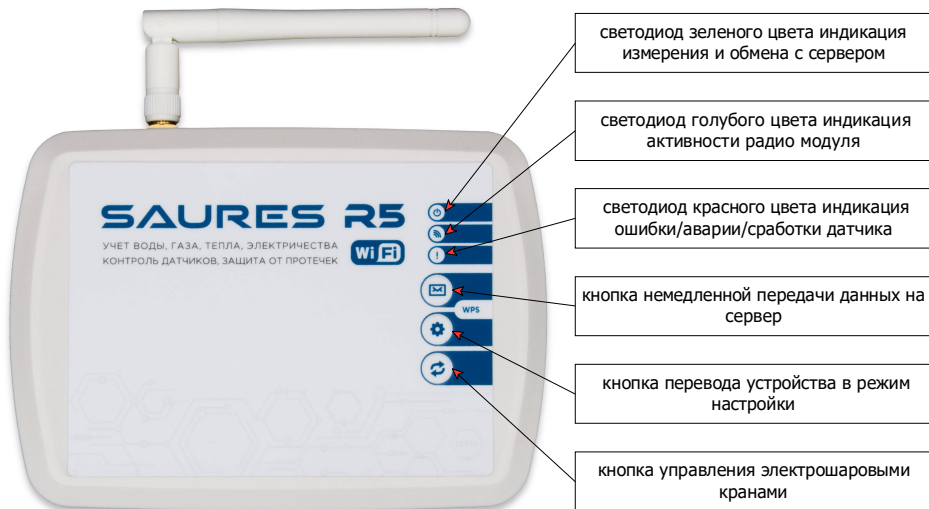 светодиод зеленого цвета индикация
измерения и обмена с сервером
светодиод голубого цвета индикация
активности радио модуля
SAURES R5
УЧЕТ ВОДЫ, ГАЗА, ТЕПЛА, ЭЛЕКТРИЧЕСТВА
КОНТРОЛЬ ДАТЧИКОВ, ЗАЩИТА ОТ ПРОТЕЧЕК
WiFi
светодиод красного цвета индикация
ошибки/аварии/сработки датчика
WPS
кнопка немедленной передачи данных на
сервер
кнопка перевода устройства в режим
настройки
кнопка управления электрошаровыми
кранами